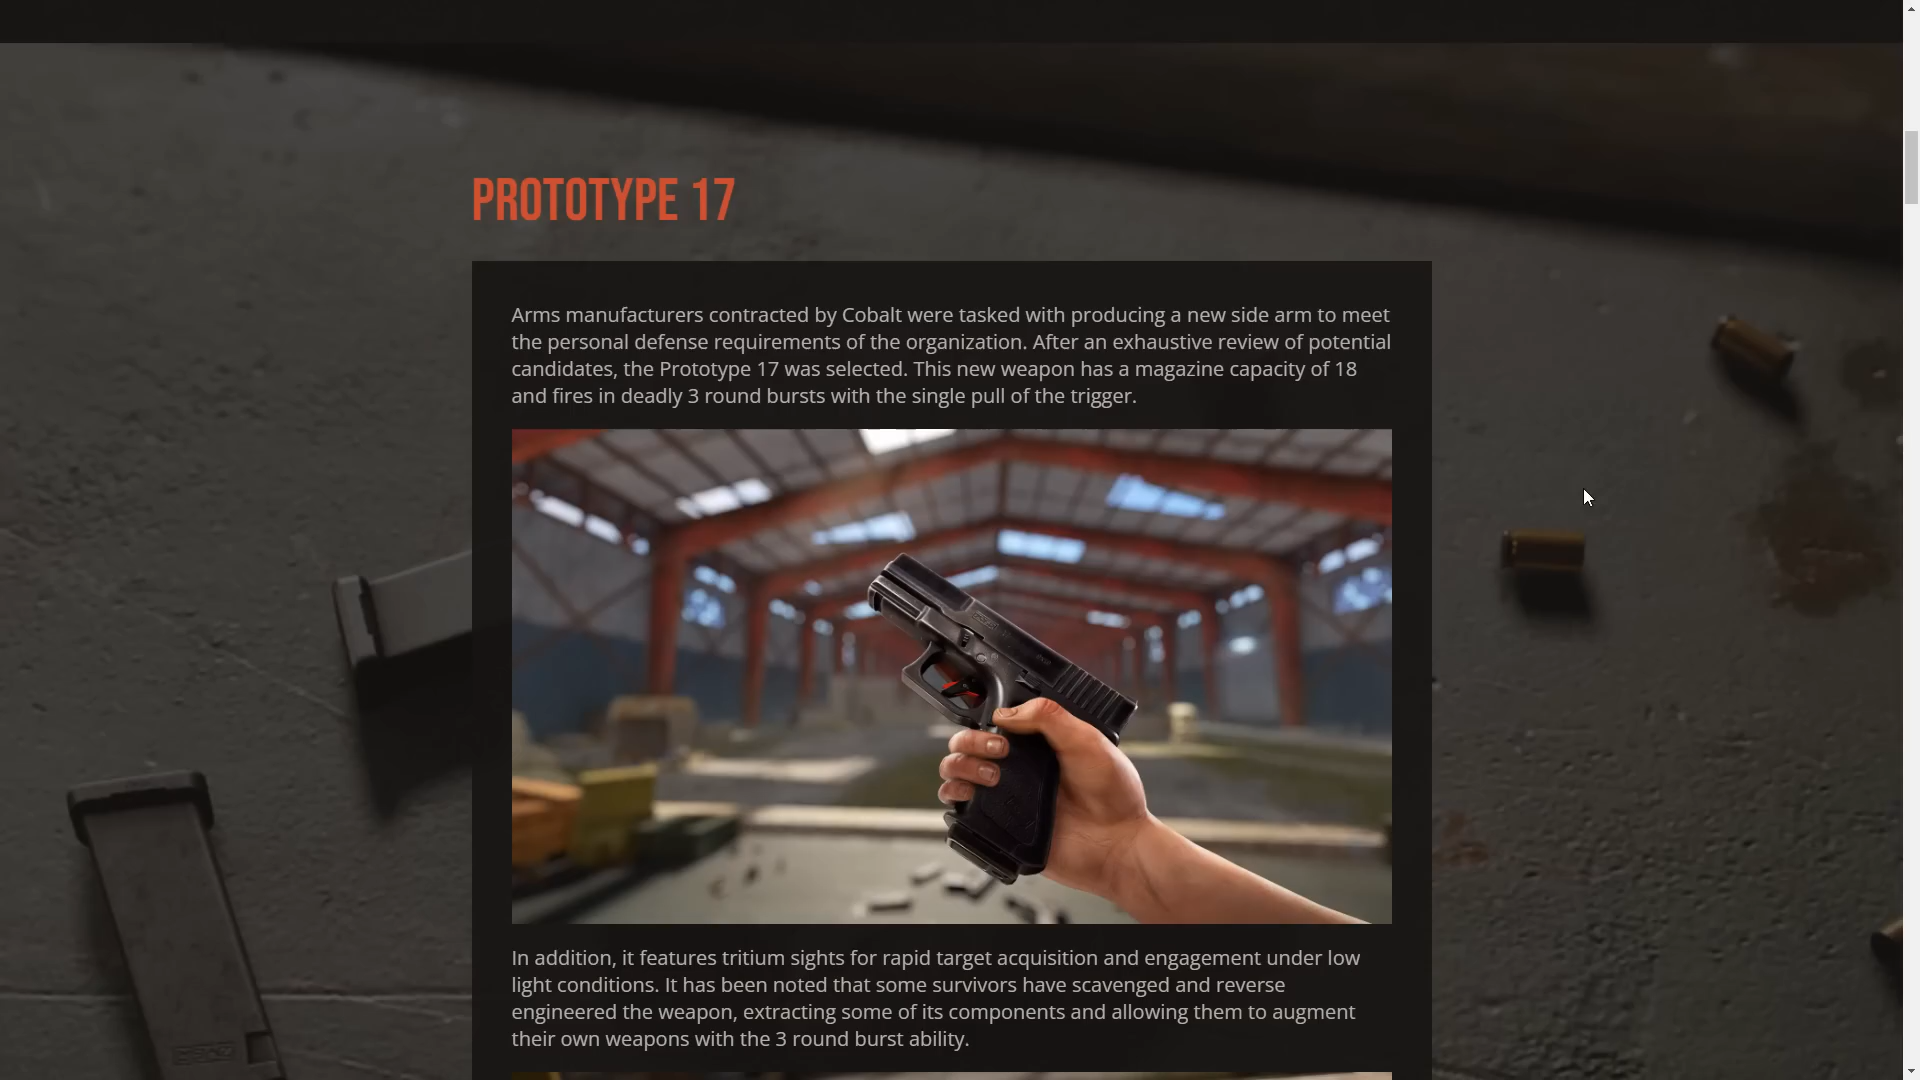 PROTOTYPE 17
Arms manufacturers contracted by Cobalt were tasked with producing a new side arm to meet
the personal defense requirements of the organization. After an exhaustive review of potential
candidates, the Prototype 17 was selected. This new weapon has a magazine capacity of 18
and fires in deadly 3 round bursts with the single pull of the trigger.
In addition, it features tritium sights for rapid target acquisition and engagement under low
light conditions. It has been noted that some survivors have scavenged and reverse
engineered the weapon, extracting some of its components and allowing them to augment
their own weapons with the 3 round burst ability.